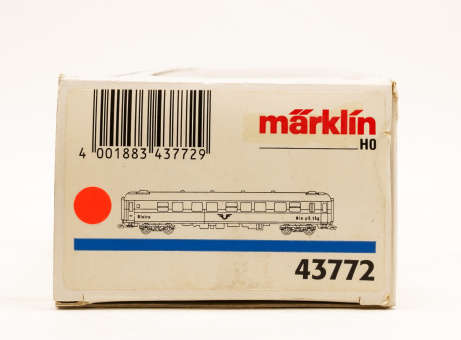 märklin
H0
4 001883 437729
Bistro
Bio på tåg
43772